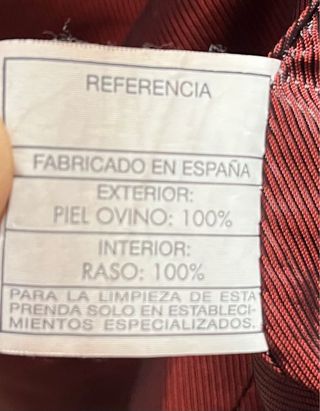 REFERENCIA
FABRICADO EN ESPAÑA
EXTERIOR:
PIEL OVINO: 100%
INTERIOR:
RASO: 100%
PARA LA LIMPIEZA DE ESTA
PRENDA SOLO EN ESTABLECI-
MIENTOS ESPECIALIZADOS.